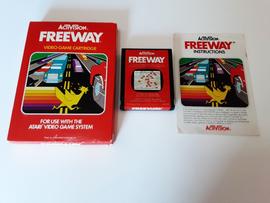 ACTIVISION
FREEWAY
VIDEO GAME CARTRIDGE
FOR USE WITH THE
ATARI VIDEO GAME SYSTEM
ACTIVISION
FREEWAY
ACTIVISION
FREEWAY
INSTRUCTIONS
ACTIVISION